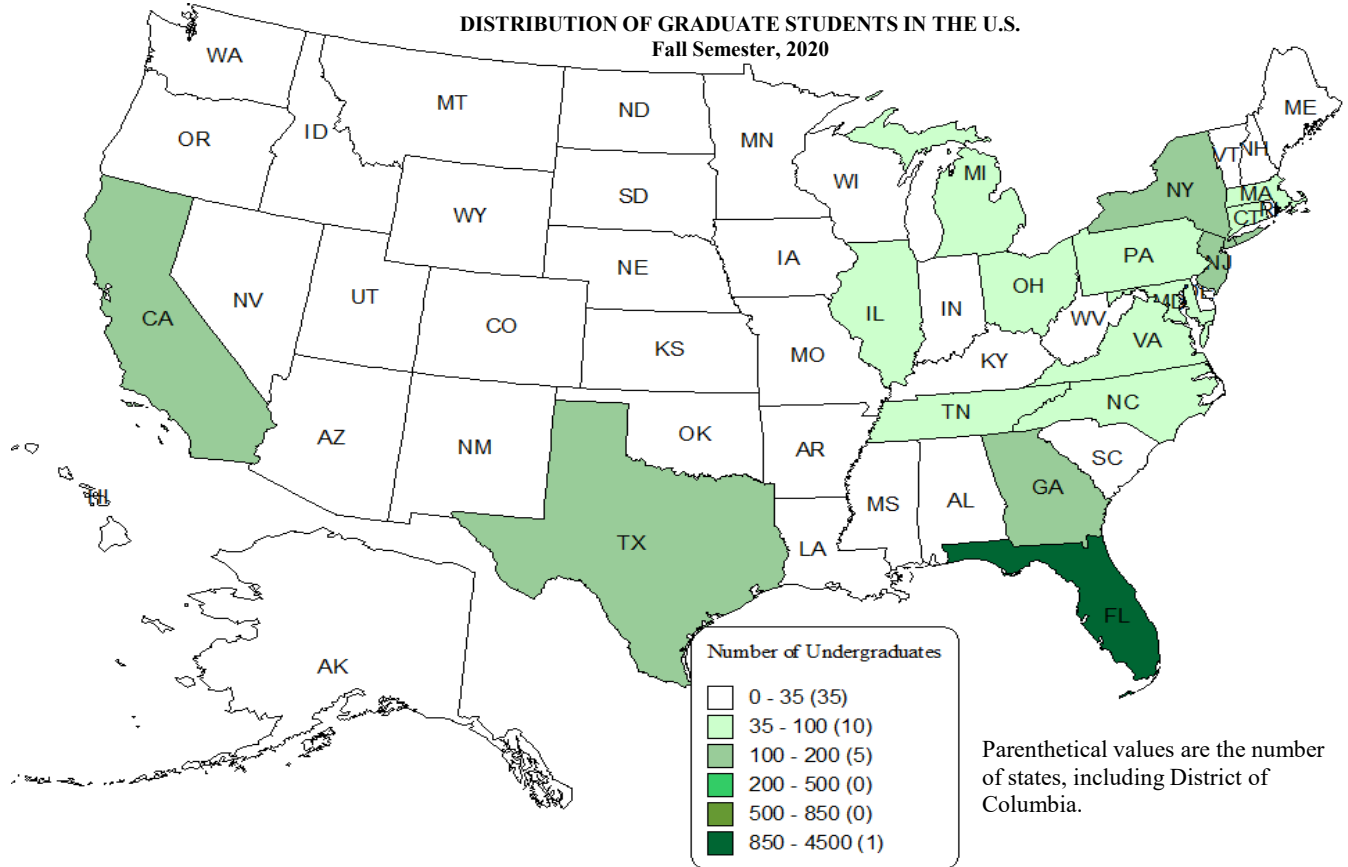 DISTRIBUTION OF GRADUATE STUDENTS IN THE U.S.
Fall Semester, 2020
WA
MT
ND
MN
ME
OR
ID
VT
NH
WI
MI
NY
SD
WY
MA
CT
RI
IA
PA
NJ
NE
NV
UT
OH
IL
IN
MD
CA
CO
WV
VA
KS
MO
KY
NC
TN
AZ
OK
NM
AR
SC
GA
MS
AL
HI
TX
LA
FL
AK
Number of Undergraduates
0 - 35 (35)
35 - 100 (10)
100 - 200 (5)
200 - 500 (0)
500 - 850 (0)
850 - 4500 (1)
Parenthetical values are the number
of states, including District of
Columbia.